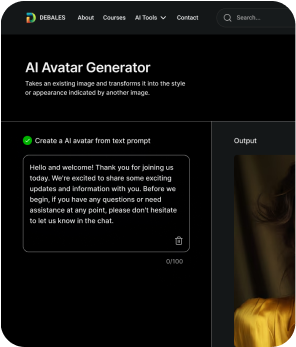 DEBALES About Courses AI Tools Contact Search...
AI Avatar Generator
Takes an existing image and transforms it into the style
or appearance indicated by another image.
Create a AI avatar from text prompt
Output
Hello and welcome! Thank you for joining us
today. We're excited to share some exciting
updates and information with you. Before we
begin, if you have any questions or need
assistance at any point, please don't hesitate
to let us know in the chat.
0/100